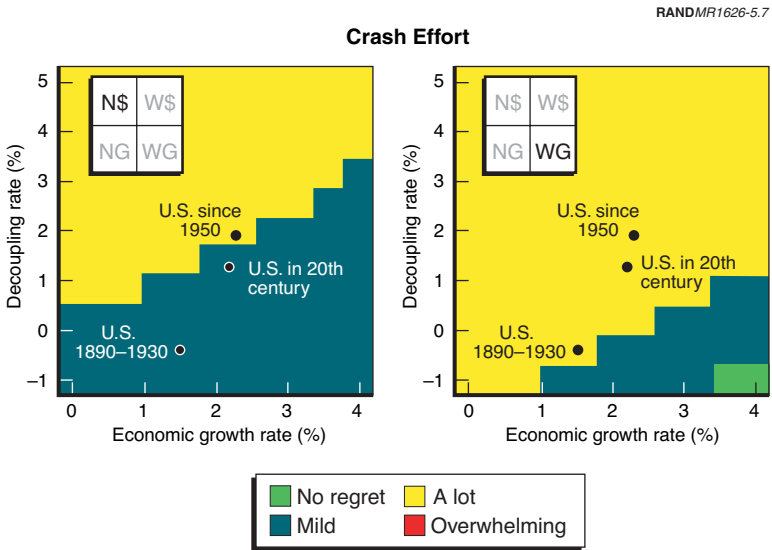 RANDMR1626-5.7
Crash Effort
5
4
3
2
1
0
–1
Decoupling rate (%)
N$ W$
NG WG
U.S. since
1950
U.S. in 20th
century
U.S.
1890–1930
0 1 2 3 4
Economic growth rate (%)
5
4
3
2
1
0
–1
Decoupling rate (%)
N$ W$
NG WG
U.S. since
1950
U.S. in 20th
century
U.S.
1890–1930
0 1 2 3 4
Economic growth rate (%)
No regret A lot
Mild Overwhelming